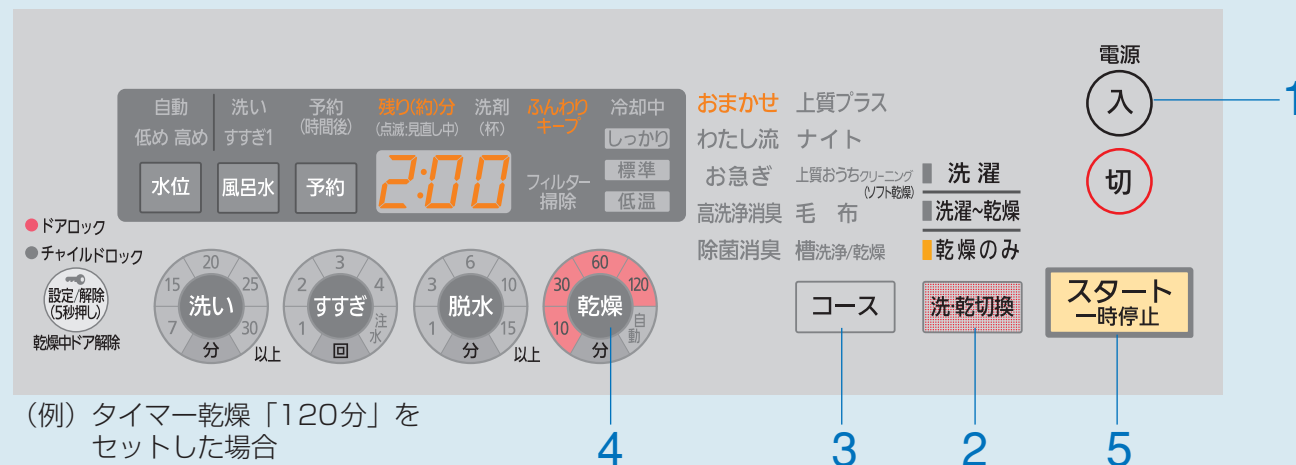 電源
入
1
切
自動
低め 高め
洗い
すすぎ1
予約
(時間後)
残り(約)分
(点滅:見直し中)
洗剤
(杯)
ふんわり
キープ
冷却中
しっかり
標準
低温
水位
風呂水
予約
2:00
フィルター
掃除
おまかせ 上質プラス
わたし流 ナイト
お急ぎ 上質おうちクリーニング
(ソフト乾燥)
高洗浄消臭 毛 布
除菌消臭 槽洗浄/乾燥
洗 濯
洗濯~乾燥
乾燥のみ
ドアロック
チャイルドロック
設定/解除
(5秒押し)
乾燥中ドア解除
洗い
7 15 20 25 30
分 以上
すすぎ
1 2 3 4 注水
回
脱水
1 3 6 10 15
分 以上
乾燥
10 30 60 120 自動
分
コース
洗・乾切換
スタート
一時停止
4
3
2
5
(例) タイマー乾燥「120分」を
セットした場合